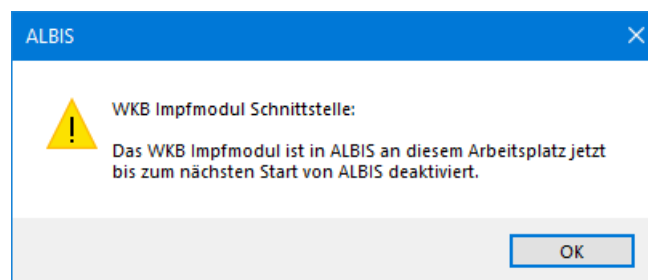 ALBIS
WKB Impfmodul Schnittstelle:
Das WKB Impfmodul ist in ALBIS an diesem Arbeitsplatz jetzt
bis zum nächsten Start von ALBIS deaktiviert.
OK